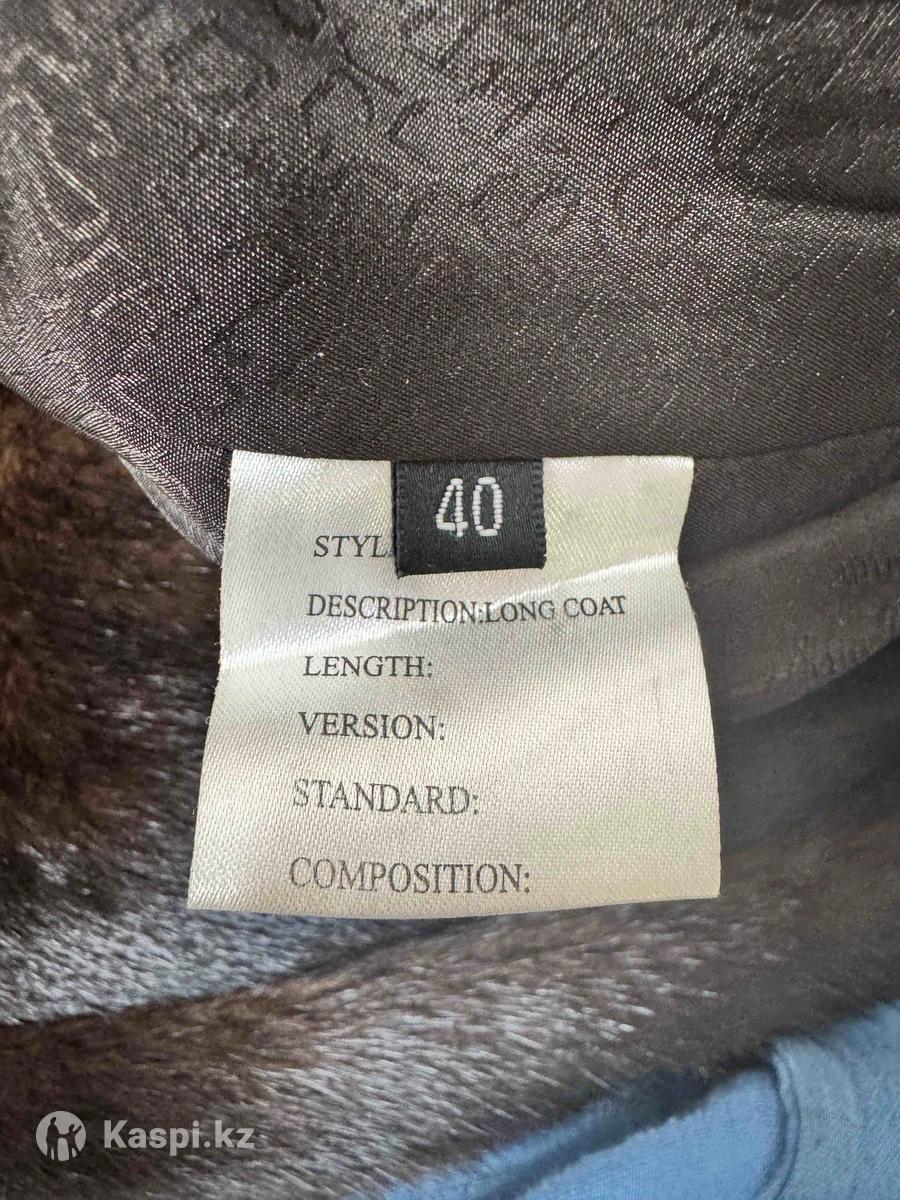 40
STYL
DESCRIPTION:LONG COAT
LENGTH:
VERSION:
STANDARD:
COMPOSITION:
Kaspi.kz